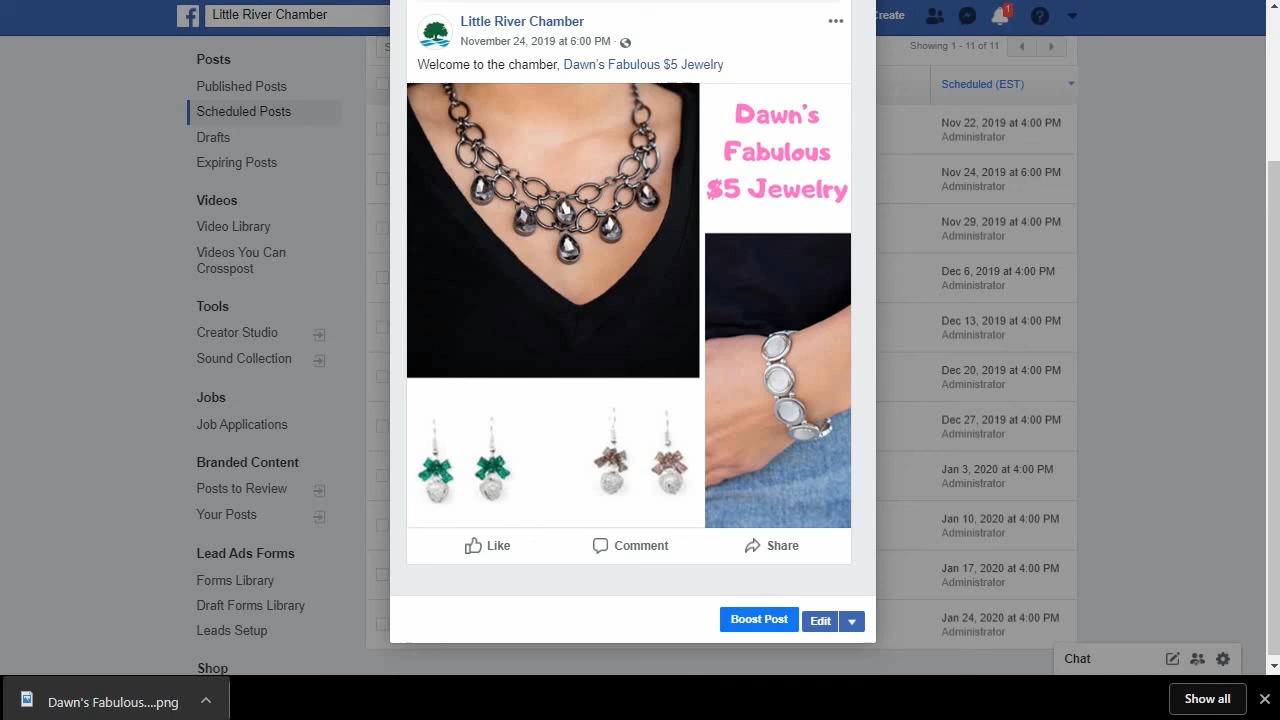 Little River Chamber
Create
1
Posts
Published Posts
Scheduled Posts
Drafts
Expiring Posts
Videos
Video Library
Videos You Can
Crosspost
Tools
Creator Studio
Sound Collection
Jobs
Job Applications
Branded Content
Posts to Review
Your Posts
Lead Ads Forms
Forms Library
Draft Forms Library
Leads Setup
Shop
Little River Chamber
November 24, 2019 at 6:00 PM ·
Welcome to the chamber, Dawn's Fabulous $5 Jewelry
Dawn's
Fabulous
$5 Jewelry
Like Comment Share
Boost Post Edit
Showing 1 - 11 of 11
Scheduled (EST)
Nov 22, 2019 at 4:00 PM
Administrator
Nov 24, 2019 at 6:00 PM
Administrator
Nov 29, 2019 at 4:00 PM
Administrator
Dec 6, 2019 at 4:00 PM
Administrator
Dec 13, 2019 at 4:00 PM
Administrator
Dec 20, 2019 at 4:00 PM
Administrator
Dec 27, 2019 at 4:00 PM
Administrator
Jan 3, 2020 at 4:00 PM
Administrator
Jan 10, 2020 at 4:00 PM
Administrator
Jan 17, 2020 at 4:00 PM
Administrator
Jan 24, 2020 at 4:00 PM
Administrator
Chat
Dawn's Fabulous....png
Show all